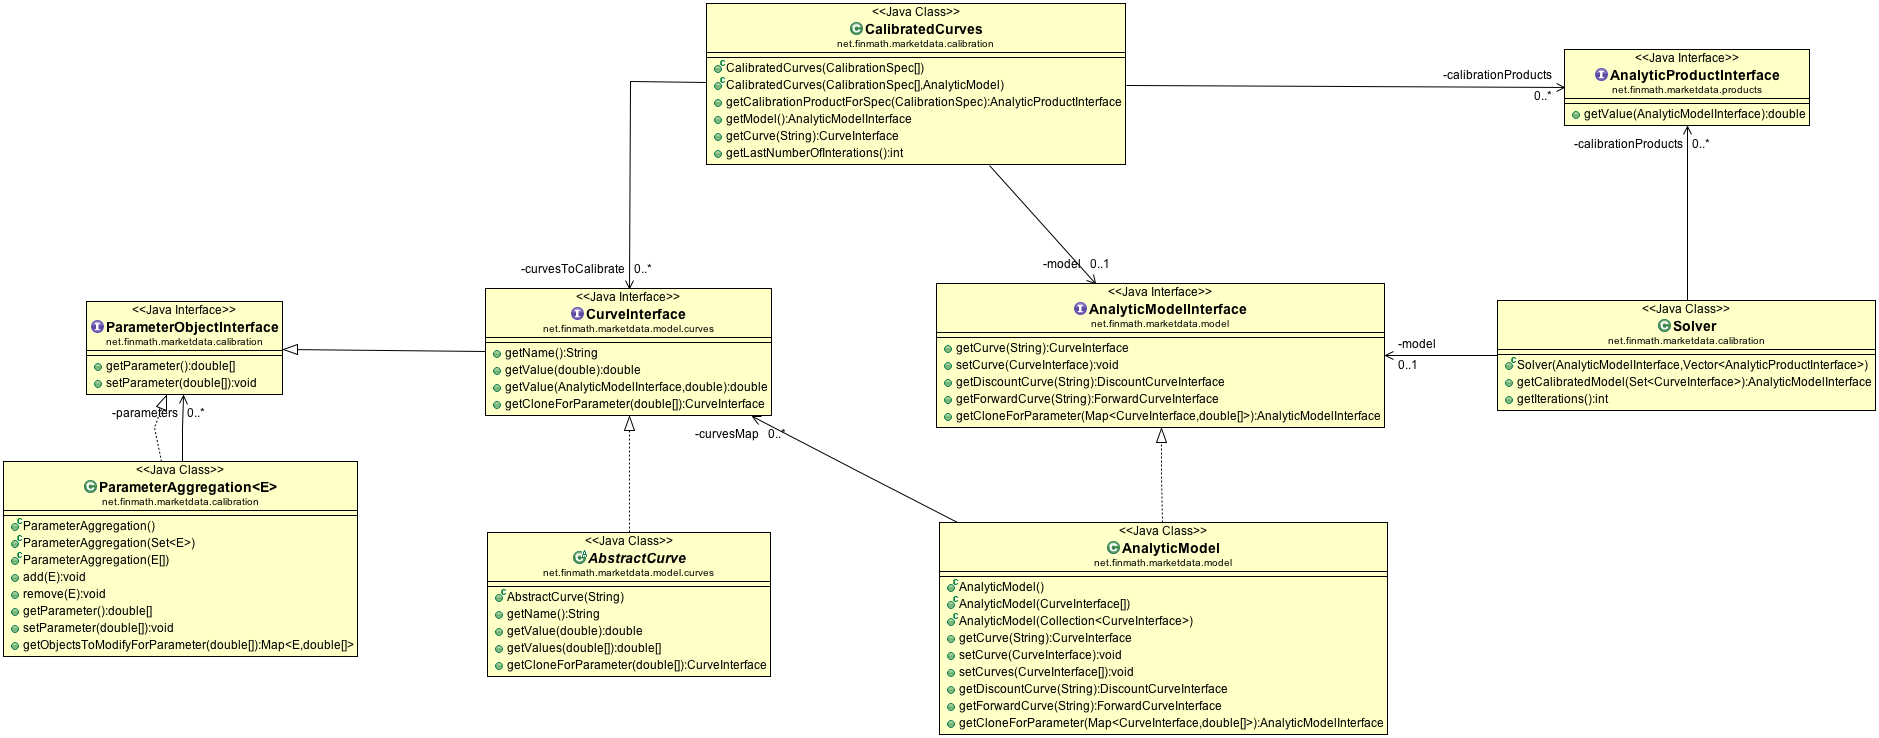 <<Java Class>>
CalibratedCurves
net.finmath.marketdata.calibration
CalibratedCurves(CalibrationSpec[])
CalibratedCurves(CalibrationSpec[],AnalyticModel)
getCalibrationProductForSpec(CalibrationSpec):AnalyticProductInterface
getModel():AnalyticModelInterface
getCurve(String):CurveInterface
getLastNumberOfInterations():int
-calibrationProducts
0..*
<<Java Interface>>
AnalyticProductInterface
net.finmath.marketdata.products
getValue(AnalyticModelInterface):double
-calibrationProducts 0..*
-curvesToCalibrate 0..*
-model 0..1
<<Java Interface>>
ParameterObjectInterface
net.finmath.marketdata.calibration
getParameter():double[]
setParameter(double[]):void
-parameters 0..*
<<Java Interface>>
CurveInterface
net.finmath.marketdata.model.curves
getName():String
getValue(double):double
getValue(AnalyticModelInterface,double):double
getCloneForParameter(double[]):CurveInterface
-curvesMap 0..*
<<Java Interface>>
AnalyticModelInterface
net.finmath.marketdata.model
getCurve(String):CurveInterface
setCurve(CurveInterface):void
getDiscountCurve(String):DiscountCurveInterface
getForwardCurve(String):ForwardCurveInterface
getCloneForParameter(Map<CurveInterface,double[]>):AnalyticModelInterface
-model
0..1
<<Java Class>>
Solver
net.finmath.marketdata.calibration
Solver(AnalyticModelInterface,Vector<AnalyticProductInterface>)
getCalibratedModel(Set<CurveInterface>):AnalyticModelInterface
getIterations():int
<<Java Class>>
ParameterAggregation<E>
net.finmath.marketdata.calibration
ParameterAggregation()
ParameterAggregation(Set<E>)
ParameterAggregation(E[])
add(E):void
remove(E):void
getParameter():double[]
setParameter(double[]):void
getObjectsToModifyForParameter(double[]):Map<E,double[]>
<<Java Class>>
AbstractCurve
net.finmath.marketdata.model.curves
AbstractCurve(String)
getName():String
getValue(double):double
getValues(double[]):double[]
getCloneForParameter(double[]):CurveInterface
<<Java Class>>
AnalyticModel
net.finmath.marketdata.model
AnalyticModel()
AnalyticModel(CurveInterface[])
AnalyticModel(Collection<CurveInterface>)
getCurve(String):CurveInterface
setCurve(CurveInterface):void
setCurves(CurveInterface[]):void
getDiscountCurve(String):DiscountCurveInterface
getForwardCurve(String):ForwardCurveInterface
getCloneForParameter(Map<CurveInterface,double[]>):AnalyticModelInterface